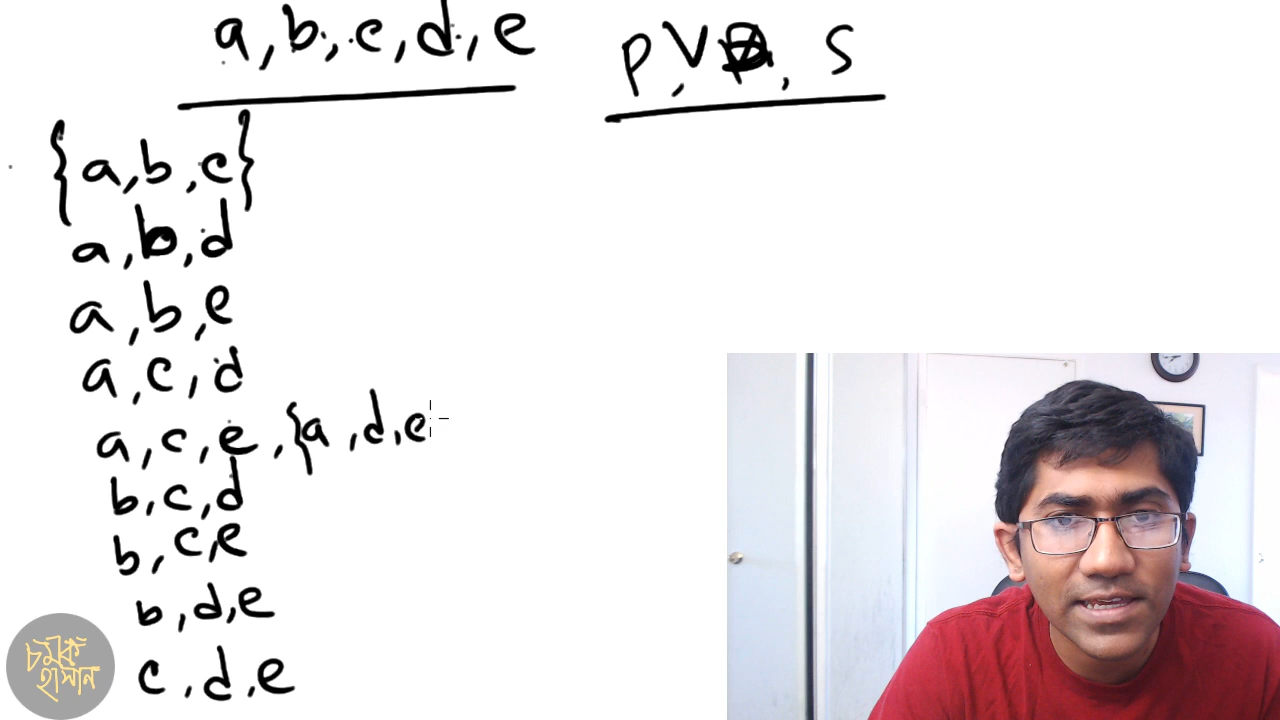 a, b, c, d, e
p, v, s
{a, b, c}
a, b, d
a, b, e
a, c, d
a, c, e, {a, d, e
b, c, d
b, c, e
b, d, e
c, d, e
চমক
হাসান